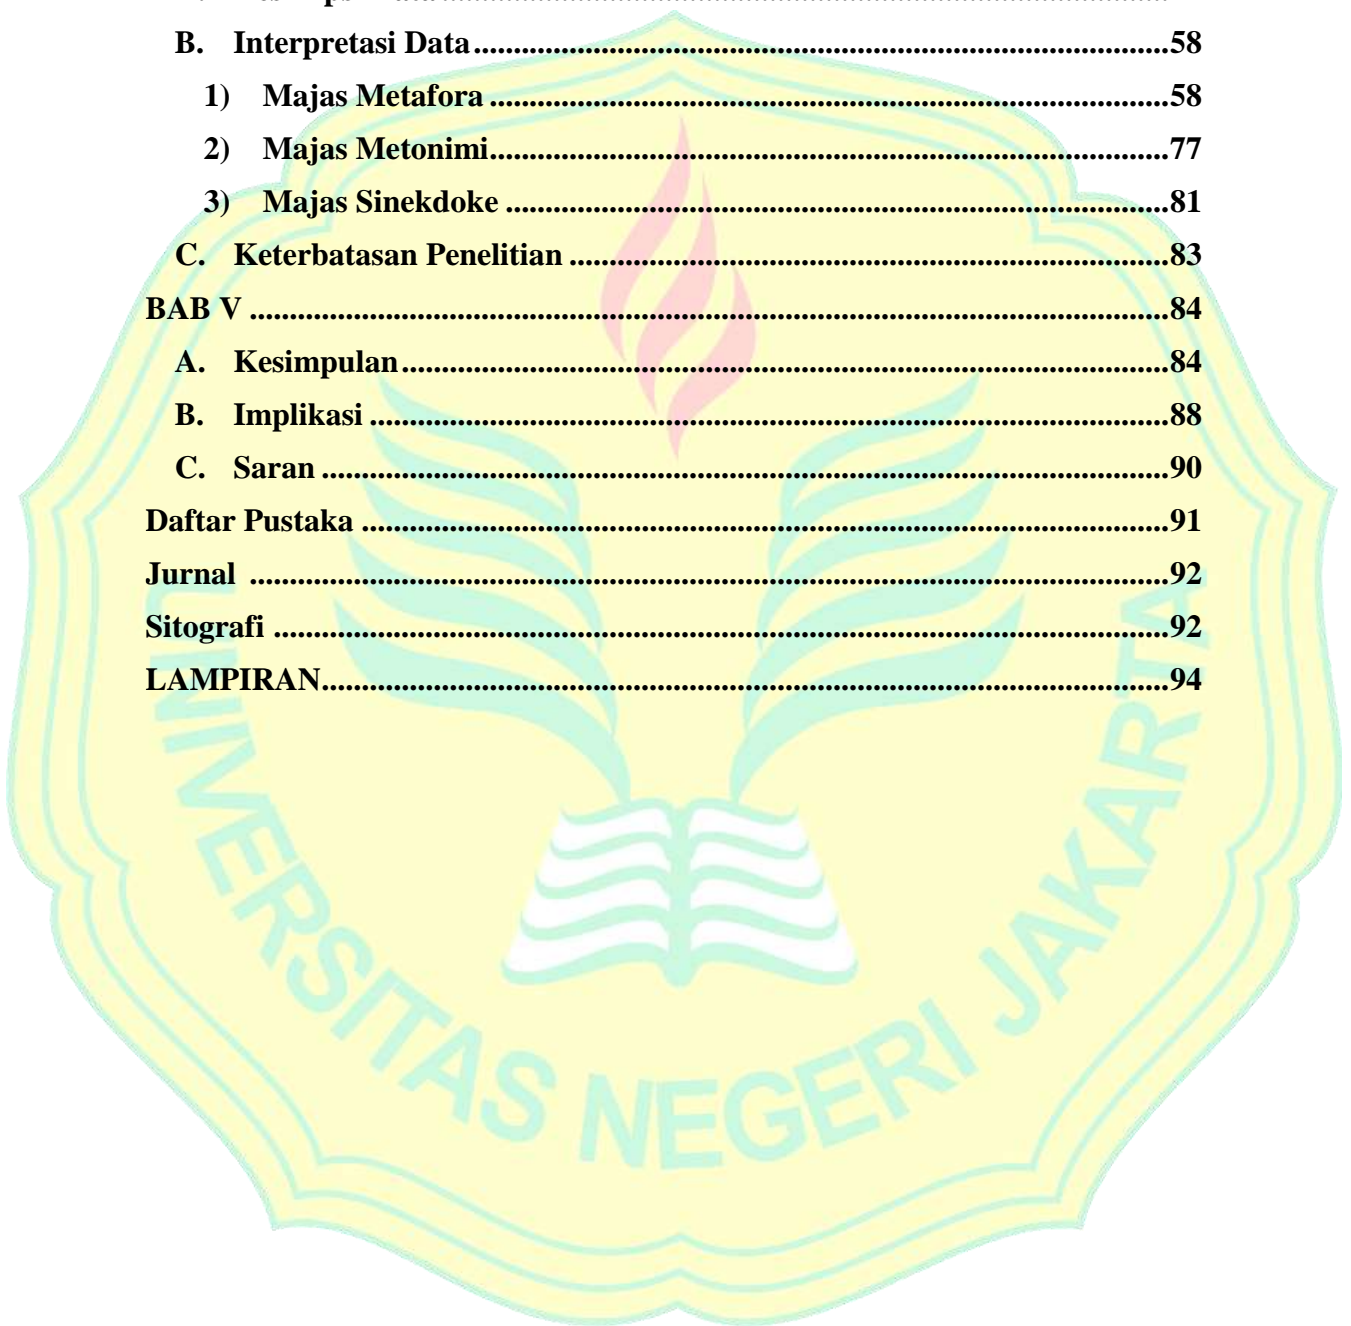 B. Interpretasi Data..........58
1) Majas Metafora..........58
2) Majas Metonimi..........77
3) Majas Sinekdoke..........81
C. Keterbatasan Penelitian..........83
BAB V..........84
A. Kesimpulan..........84
B. Implikasi..........88
C. Saran..........90
Daftar Pustaka..........91
Jurnal..........92
Sitografi..........92
LAMPIRAN..........94
UNIVERSITAS NEGERI JAKARTA